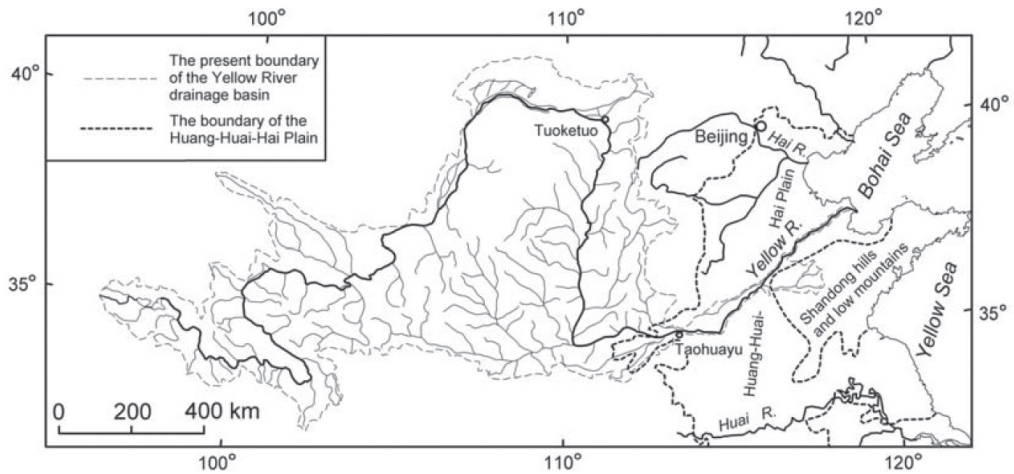 100°
110°
120°
The present boundary
of the Yellow River
drainage basin
The boundary of the
Huang-Huai-Hai Plain
40°
40°
Tuoketuo
Beijing
Hai R.
Bohai Sea
Hai Plain
Yellow R.
35°
35°
Shandong hills
and low mountains
Yellow Sea
Taohuayu
Huang-Huai-
Huai R.
0 200 400 km
100°
110°
120°